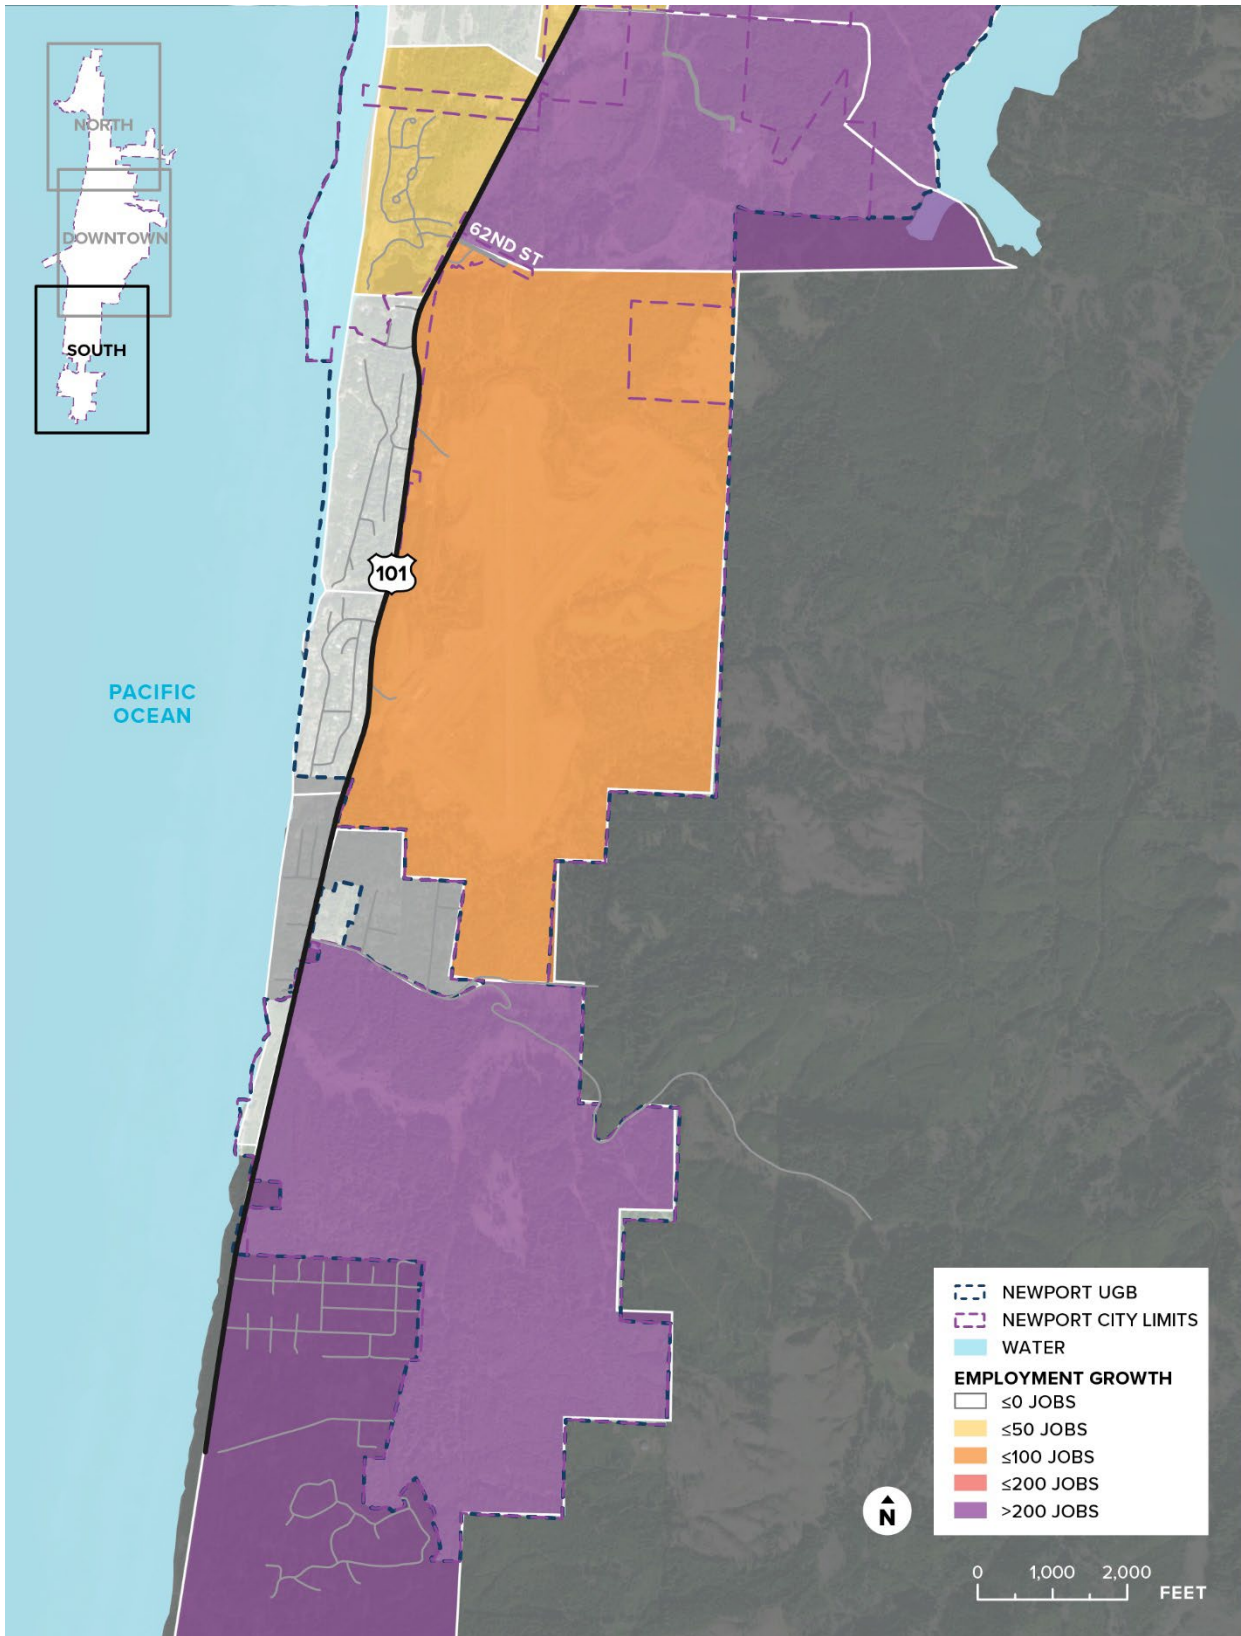 NORTH
DOWNTOWN
SOUTH
62ND ST
101
PACIFIC
OCEAN
NEWPORT UGB
NEWPORT CITY LIMITS
WATER
EMPLOYMENT GROWTH
≤0 JOBS
≤50 JOBS
≤100 JOBS
≤200 JOBS
>200 JOBS
N
0 1,000 2,000
FEET